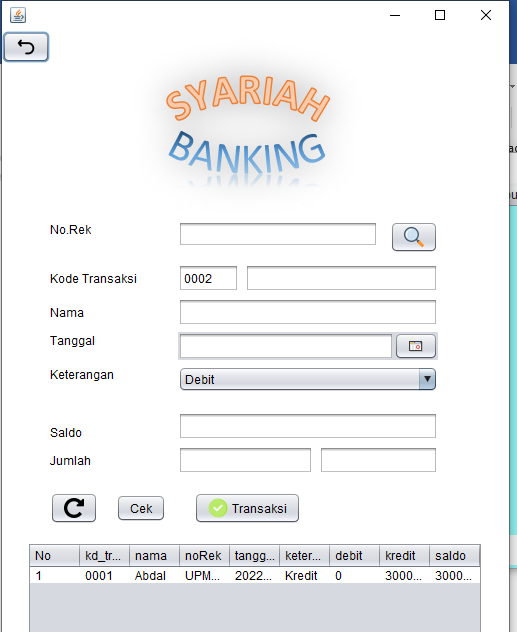 SYARIAH
BANKING
No.Rek
Kode Transaksi 0002
Nama
Tanggal
Keterangan Debit
Saldo
Jumlah
Cek Transaksi
No kd_tr... nama noRek tangg... keter... debit kredit saldo
1 0001 Abdal UPM... 2022... Kredit 0 3000... 3000...